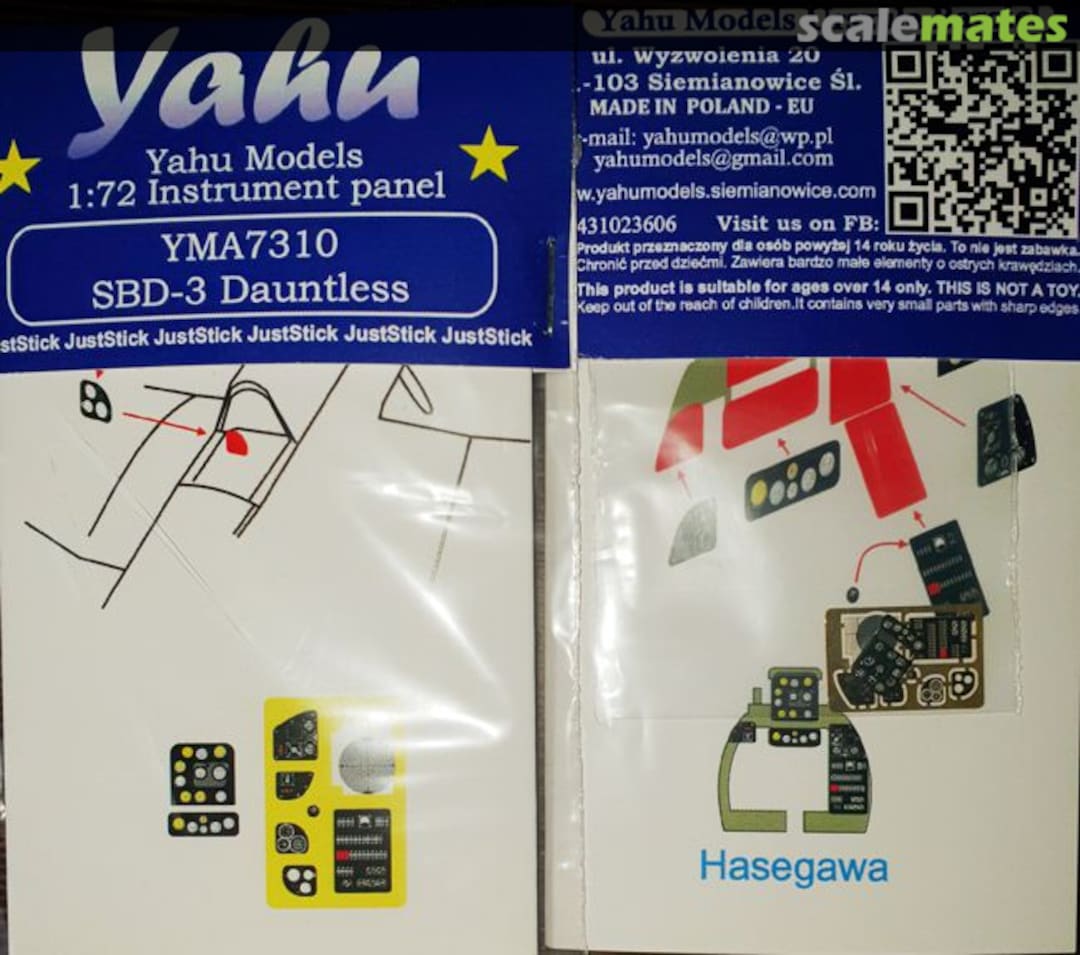 scalemates
Yahu
Yahu Models
1:72 Instrument panel
YMA7310
SBD-3 Dauntless
stStick JustStick JustStick JustStick JustStick JustStick
Yahu Models
ul. Wyzwolenia 20
-103 Siemianowice Śl.
MADE IN POLAND - EU
-mail: yahumodels@wp.pl
yahumodels@gmail.com
w.yahumodels.siemianowice.com
431023606 Visit us on FB:
Produkt przeznaczony dla osób powyżej 14 roku życia. To nie jest zabawka.
Chronić przed dziećmi. Zawiera bardzo małe elementy o ostrych krawędziach.
This product is suitable for ages over 14 only. THIS IS NOT A TOY
Keep out of the reach of children.It contains very small parts with sharp edges
Hasegawa